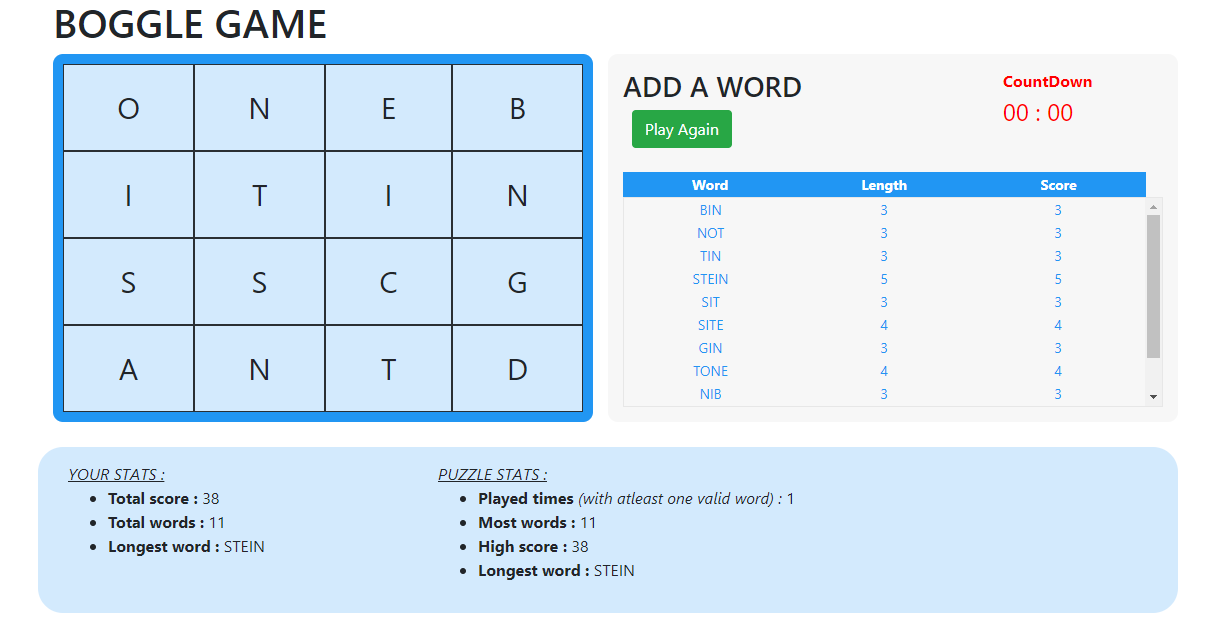 BOGGLE GAME
O N E B
I T I N
S S C G
A N T D
ADD A WORD
Play Again
CountDown
00 : 00
Word Length Score
BIN 3 3
NOT 3 3
TIN 3 3
STEIN 5 5
SIT 3 3
SITE 4 4
GIN 3 3
TONE 4 4
NIB 3 3
YOUR STATS :
Total score : 38
Total words : 11
Longest word : STEIN
PUZZLE STATS :
Played times (with atleast one valid word) : 1
Most words : 11
High score : 38
Longest word : STEIN